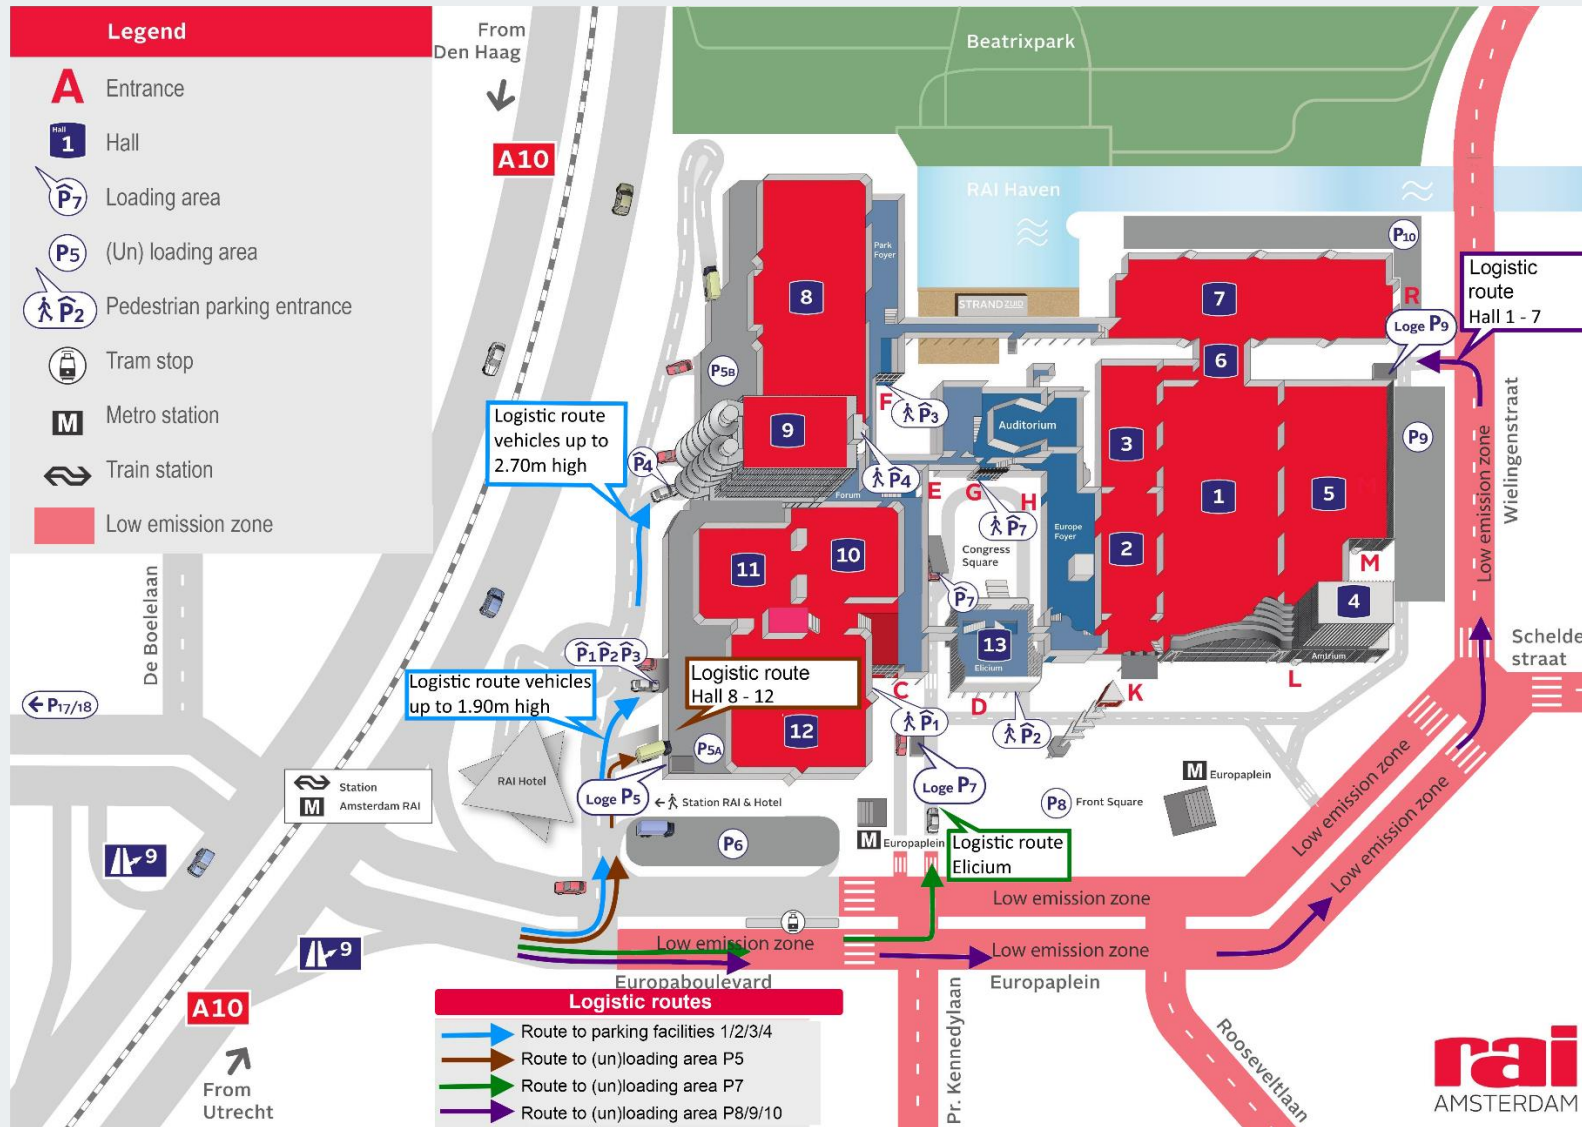 Legend
A Entrance
Hall
1
Hall
P7 Loading area
P5 (Un) loading area
P2 Pedestrian parking entrance
Tram stop
M Metro station
Train station
Low emission zone
From
Den Haag
A10
Beatrixpark
RAI Haven
STRANDZUID
Park
Foyer
8
P5B
9
P4
F
P3
P4
Forum
Auditorium
E
G
H
P7
Europe
Foyer
Congress
Square
P7
P10
7
R
Loge P9
6
3
1
5
M
P9
2
M
4
Amtrium
K
L
Logistic
route
Hall 1 - 7
Wielingenstraat
Low emission zone
Schelde
straat
Logistic route
vehicles up to
2.70m high
11
10
P1 P2 P3
Logistic route vehicles
up to 1.90m high
Logistic route
Hall 8 - 12
12
P5A
C
P1
13
Elicium
D
P2
De Boelelaan
← P17/18
RAI Hotel
Station
M Amsterdam RAI
Loge P5
← Station RAI & Hotel
Loge P7
P8 Front Square
M Europaplein
M Europaplein
P6
Logistic route
Elicium
9
9
Low emission zone
Low emission zone
Low emission zone
Low emission zone
Low emission zone
Europaboulevard
Europaplein
Pr. Kennedylaan
Rooseveltlaan
A10
From
Utrecht
Logistic routes
Route to parking facilities 1/2/3/4
Route to (un)loading area P5
Route to (un)loading area P7
Route to (un)loading area P8/9/10
rai
AMSTERDAM